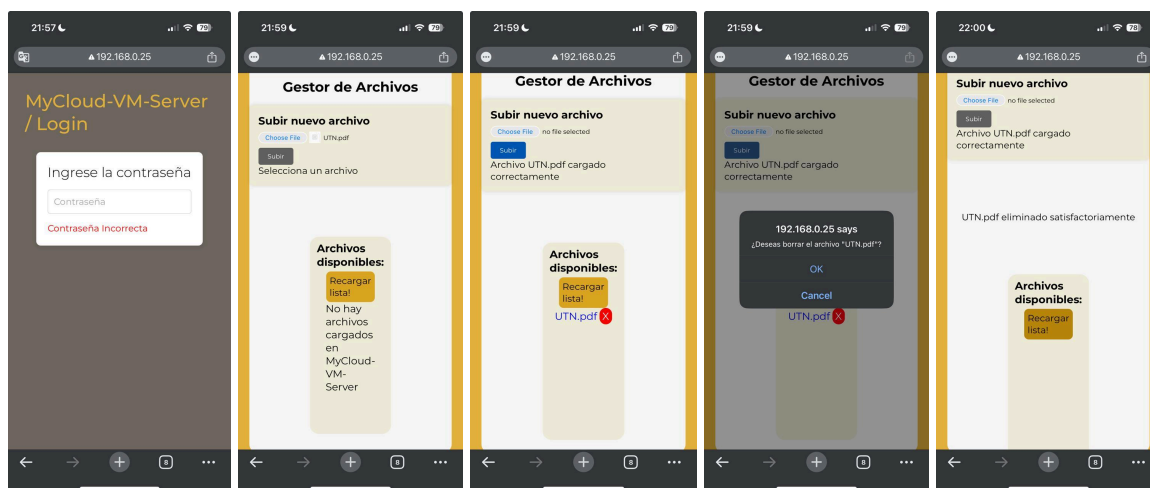 21:57
79
192.168.0.25
MyCloud-VM-Server
/ Login
Ingrese la contraseña
Contraseña
Contraseña Incorrecta
8
21:59
79
192.168.0.25
Gestor de Archivos
Subir nuevo archivo
Choose File UTN.pdf
Subir
Selecciona un archivo
Archivos
disponibles:
Recargar
lista!
No hay
archivos
cargados
en
MyCloud-
VM-
Server
8
21:59
79
192.168.0.25
Gestor de Archivos
Subir nuevo archivo
Choose File no file selected
Subir
Archivo UTN.pdf cargado
correctamente
Archivos
disponibles:
Recargar
lista!
UTN.pdf X
8
21:59
79
192.168.0.25
Gestor de Archivos
Subir nuevo archivo
Choose File no file selected
Subir
Archivo UTN.pdf cargado
correctamente
192.168.0.25 says
¿Deseas borrar el archivo "UTN.pdf"?
OK
Cancel
UTN.pdf X
8
22:00
78
192.168.0.25
Subir nuevo archivo
Choose File no file selected
Subir
Archivo UTN.pdf cargado
correctamente
UTN.pdf eliminado satisfactoriamente
Archivos
disponibles:
Recargar
lista!
8